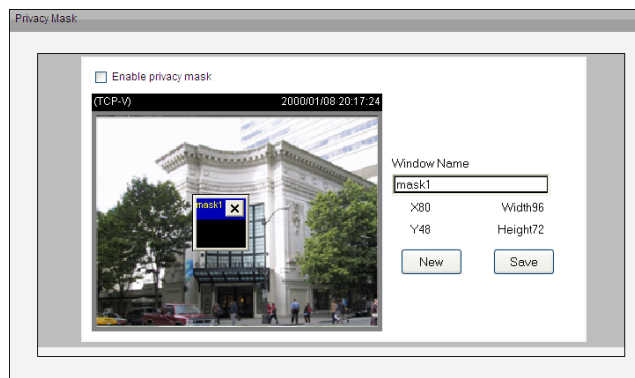 Privacy Mask
Enable privacy mask
(TCP-V) 2000/01/08 20:17:24
mask1
Window Name
mask1
X80 Width96
Y48 Height72
New Save